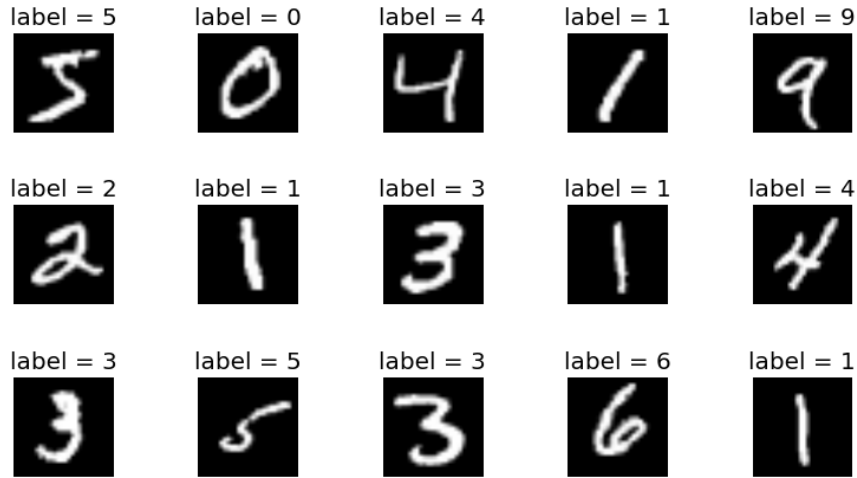 label = 5 label = 0 label = 4 label = 1 label = 9
5 0 4 1 9
label = 2 label = 1 label = 3 label = 1 label = 4
2 1 3 1 4
label = 3 label = 5 label = 3 label = 6 label = 1
3 5 3 6 1